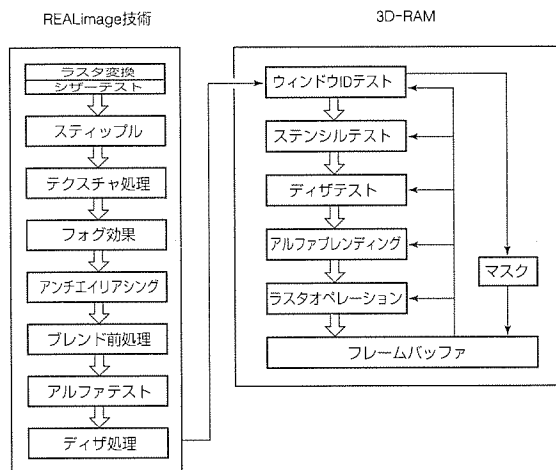 REALimage技術
ラスタ変換
シザーテスト
スティップル
テクスチャ処理
フォグ効果
アンチエイリアシング
ブレンド前処理
アルファテスト
ディザ処理
3D-RAM
ウィンドウIDテスト
ステンシルテスト
ディザテスト
アルファブレンディング
ラスタオペレーション
マスク
フレームバッファ